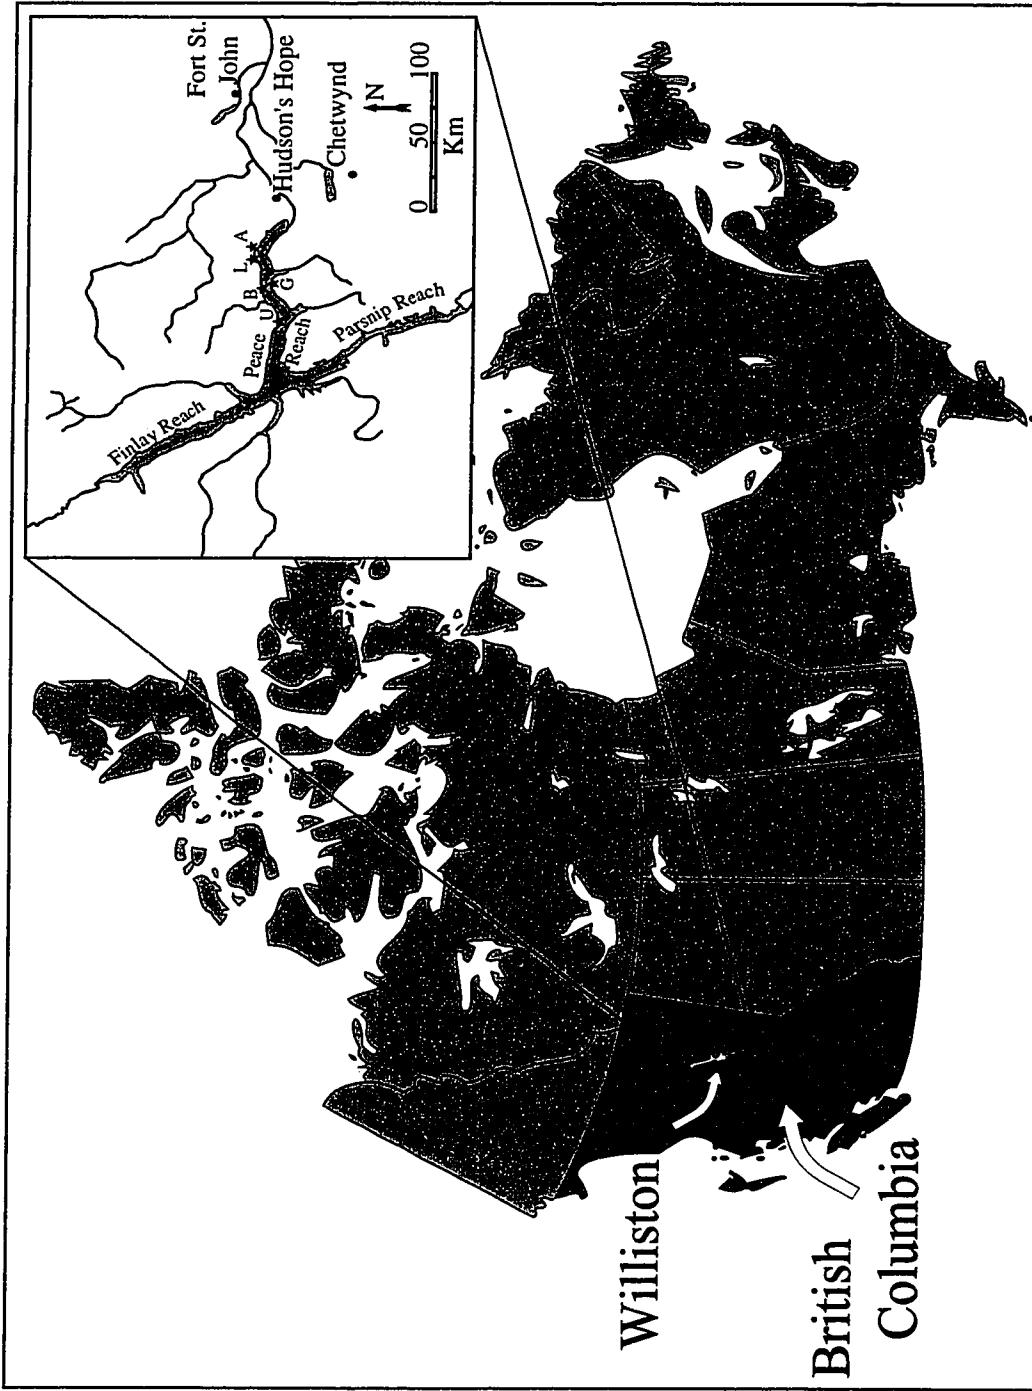 Fort St.
John
Hudson's Hope
Chetwynd
N
0 50 100
Km
Finlay Reach
Peace
Reach
Parsnip Reach
U B L A
G
Williston
British
Columbia